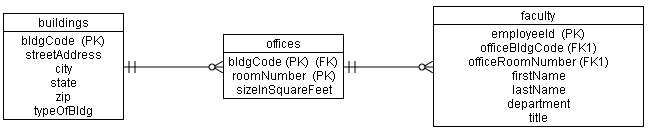 buildings
bldgCode (PK)
streetAddress
city
state
zip
typeOfBldg
offices
bldgCode (PK) (FK)
roomNumber (PK)
sizeInSquareFeet
faculty
employeeId (PK)
officeBldgCode (FK1)
officeRoomNumber (FK1)
firstName
lastName
department
title